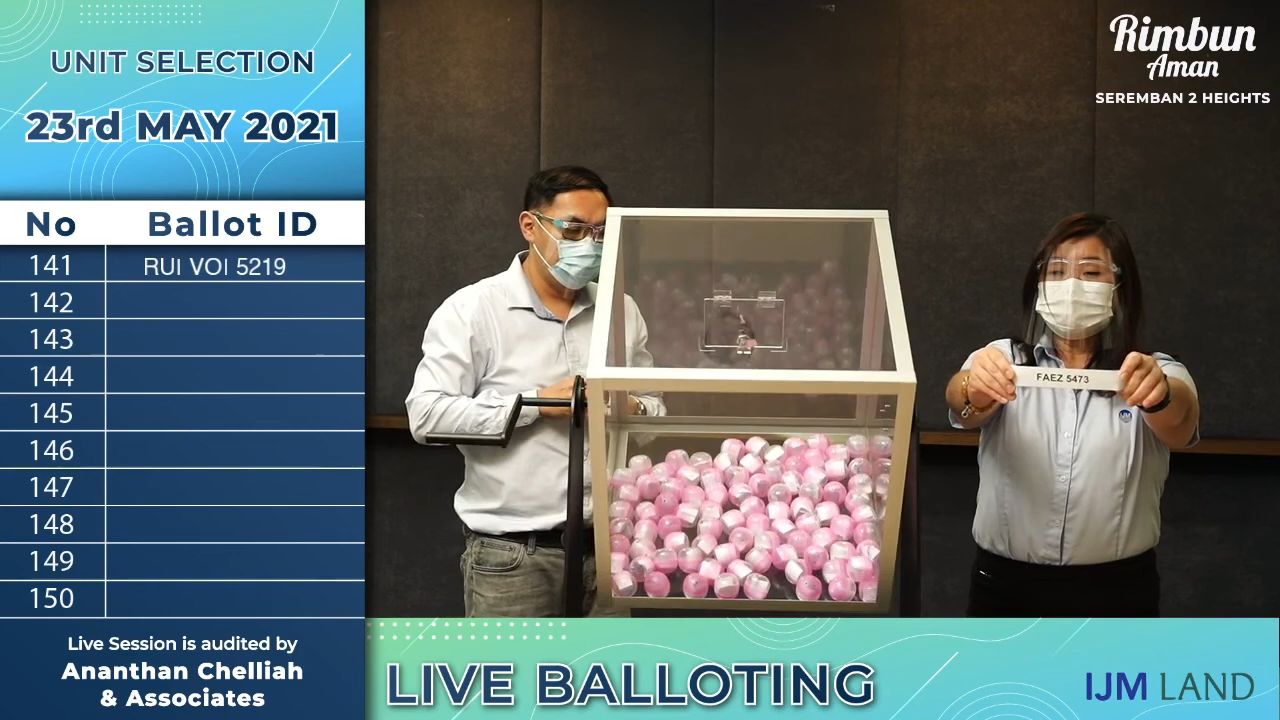 UNIT SELECTION
23rd MAY 2021
No Ballot ID
141 RUI VOI 5219
142
143
144
145
146
147
148
149
150
Live Session is audited by
Ananthan Chelliah
& Associates
Rimbun
Aman
SEREMBAN 2 HEIGHTS
FAEZ 5473
IJM
LIVE BALLOTING
IJM LAND